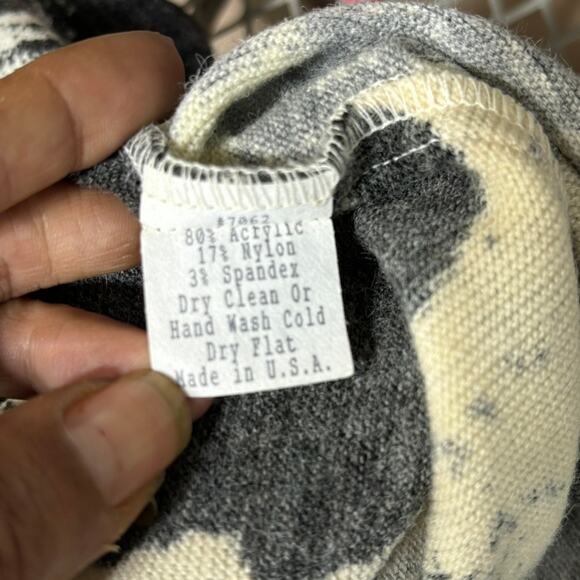 #7062
80% Acrylic
17% Nylon
3% Spandex
Dry Clean Or
Hand Wash Cold
Dry Flat
Made in U.S.A.